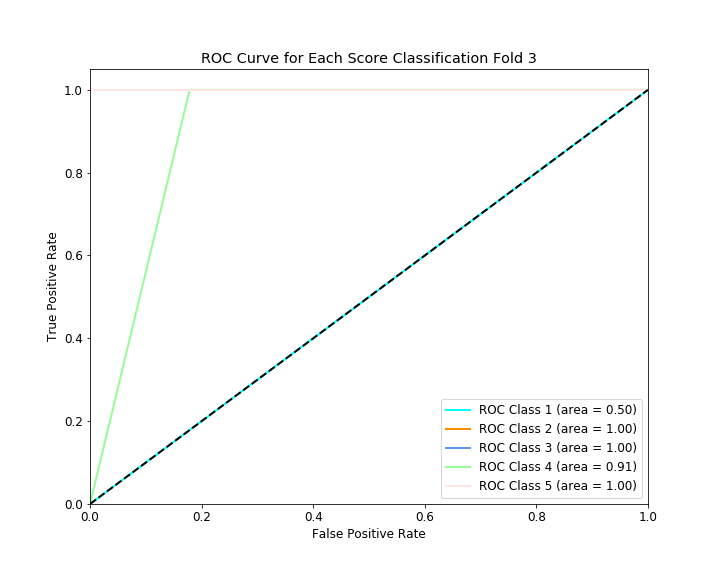 ROC Curve for Each Score Classification Fold 3
True Positive Rate
1.0
0.8
0.6
0.4
0.2
0.0
ROC Class 1 (area = 0.50)
ROC Class 2 (area = 1.00)
ROC Class 3 (area = 1.00)
ROC Class 4 (area = 0.91)
ROC Class 5 (area = 1.00)
0.0 0.2 0.4 0.6 0.8 1.0
False Positive Rate